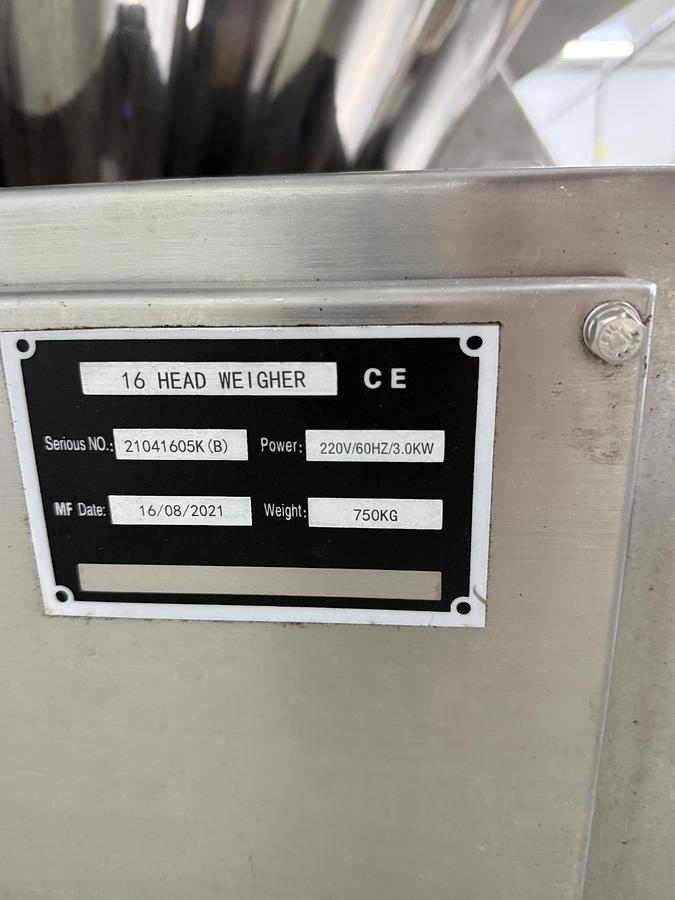 16 HEAD WEIGHER CE
Serious NO.: 21041605K(B) Power: 220V/60HZ/3.0KW
MF Date: 16/08/2021 Weight: 750KG